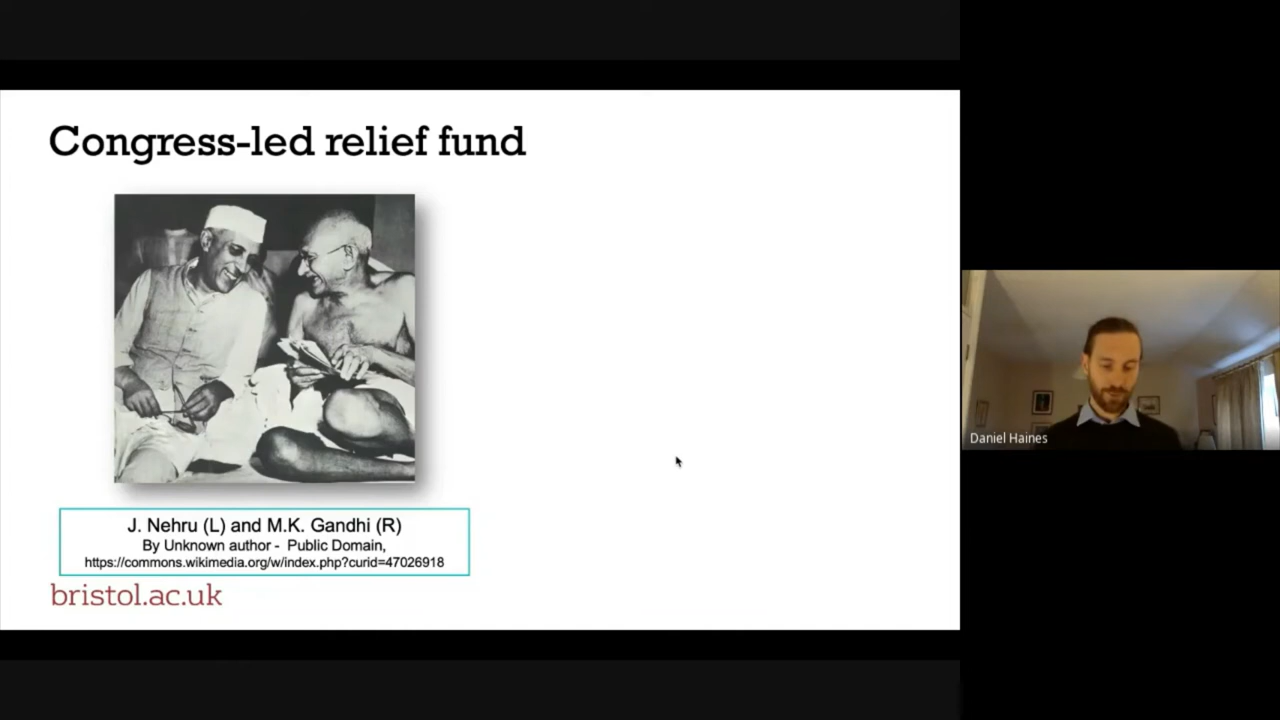 Congress-led relief fund
J. Nehru (L) and M.K. Gandhi (R)
By Unknown author - Public Domain,
https://commons.wikimedia.org/w/index.php?curid=47026918
bristol.ac.uk
Daniel Haines